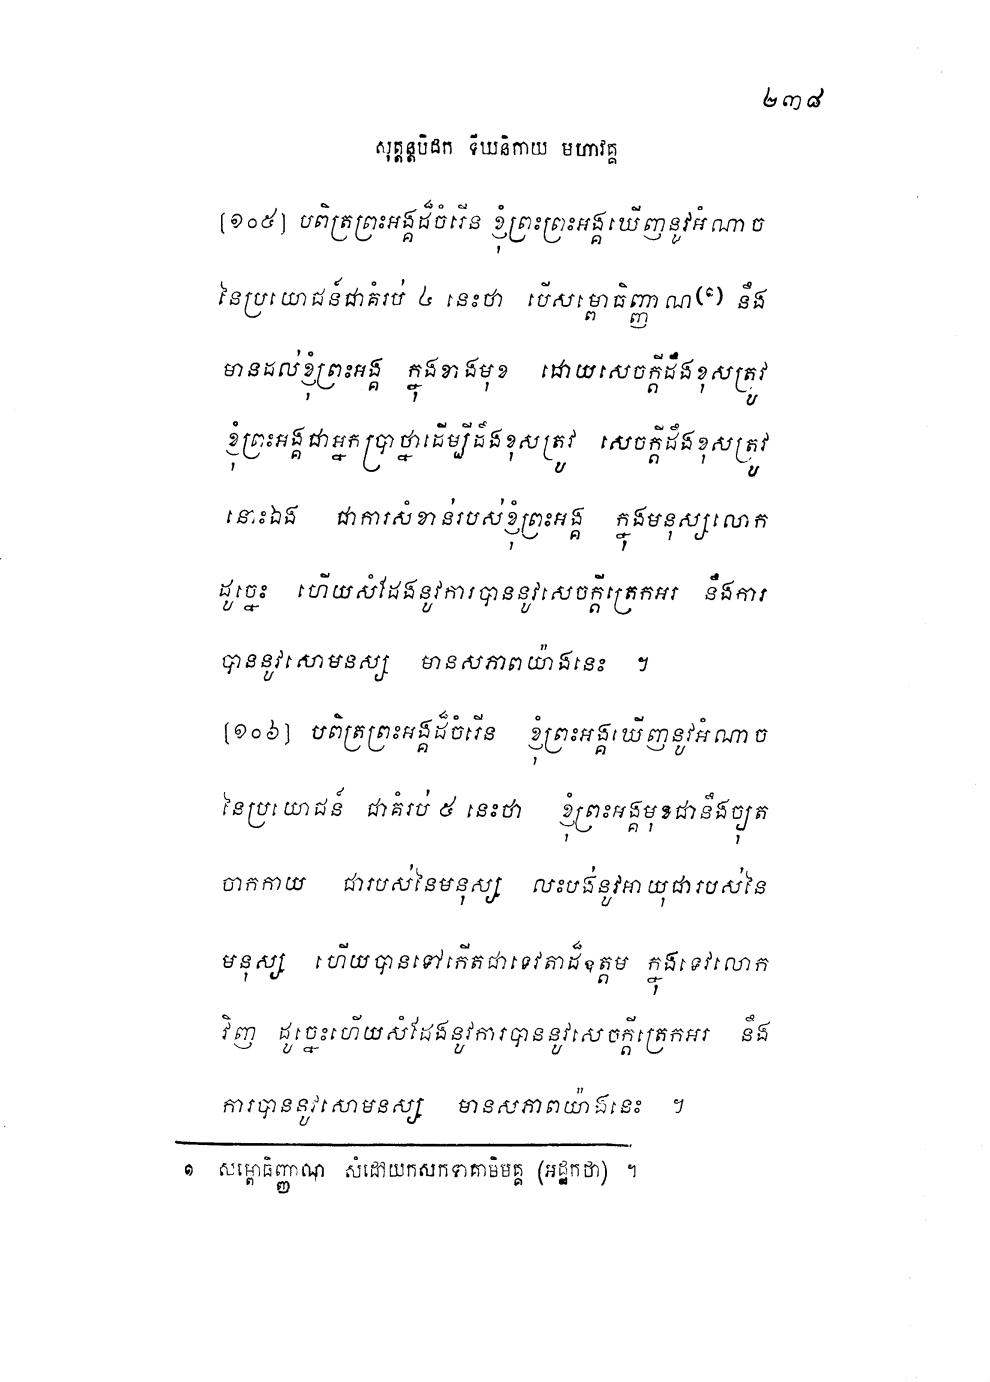 ២៣៨
សុត្តន្តបិដក ទីឃនិកាយ មហាវគ្គ
[១០៥] បពិត្រព្រះអង្គដ៏ចំរើន ខ្ញុំព្រះព្រះអង្គឃើញនូវអំណាច
នៃប្រយោជន៍ជាគំរប់ ៤ នេះថា បើសម្ពោធិញ្ញាណ(១) នឹង
មានដល់ខ្ញុំព្រះអង្គ ក្នុងខាងមុខ ដោយសេចក្តីដឹងខុសត្រូវ
ខ្ញុំព្រះអង្គជាអ្នកប្រាថ្នាដើម្បីដឹងខុសត្រូវ សេចក្តីដឹងខុសត្រូវ
នោះឯង ជាការសំខាន់របស់ខ្ញុំព្រះអង្គ ក្នុងមនុស្សលោក
ដូច្នេះ ហើយសំដែងនូវការបាននូវសេចក្តីត្រេកអរ នឹងការ
បាននូវសោមនស្ស មានសភាពយ៉ាងនេះ ។
[១០៦] បពិត្រព្រះអង្គដ៏ចំរើន ខ្ញុំព្រះអង្គឃើញនូវអំណាច
នៃប្រយោជន៍ ជាគំរប់ ៥ នេះថា ខ្ញុំព្រះអង្គមុខជានឹងច្យុត
ចាកកាយ ជារបស់នៃមនុស្ស លះបង់នូវអាយុជារបស់នៃ
មនុស្ស ហើយបានទៅកើតជាទេវតាដ៏ឧត្តម ក្នុងទេវលោក
វិញ ដូច្នេះហើយសំដែងនូវការបាននូវសេចក្តីត្រេកអរ នឹង
ការបាននូវសោមនស្ស មានសភាពយ៉ាងនេះ ។
១ សម្ពោធិញ្ញាណ សំដៅយកសកទាគាមិមគ្គ (អដ្ឋកថា) ។